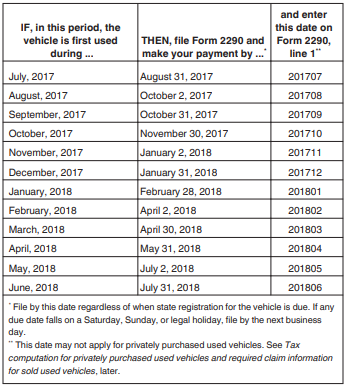 IF, in this period, the
vehicle is first used
during ...
THEN, file Form 2290 and
make your payment by ...*
and enter
this date on
Form 2290,
line 1**
July, 2017 August 31, 2017 201707
August, 2017 October 2, 2017 201708
September, 2017 October 31, 2017 201709
October, 2017 November 30, 2017 201710
November, 2017 January 2, 2018 201711
December, 2017 January 31, 2018 201712
January, 2018 February 28, 2018 201801
February, 2018 April 2, 2018 201802
March, 2018 April 30, 2018 201803
April, 2018 May 31, 2018 201804
May, 2018 July 2, 2018 201805
June, 2018 July 31, 2018 201806
* File by this date regardless of when state registration for the vehicle is due. If any
due date falls on a Saturday, Sunday, or legal holiday, file by the next business
day.
** This date may not apply for privately purchased used vehicles. See Tax
computation for privately purchased used vehicles and required claim information
for sold used vehicles, later.